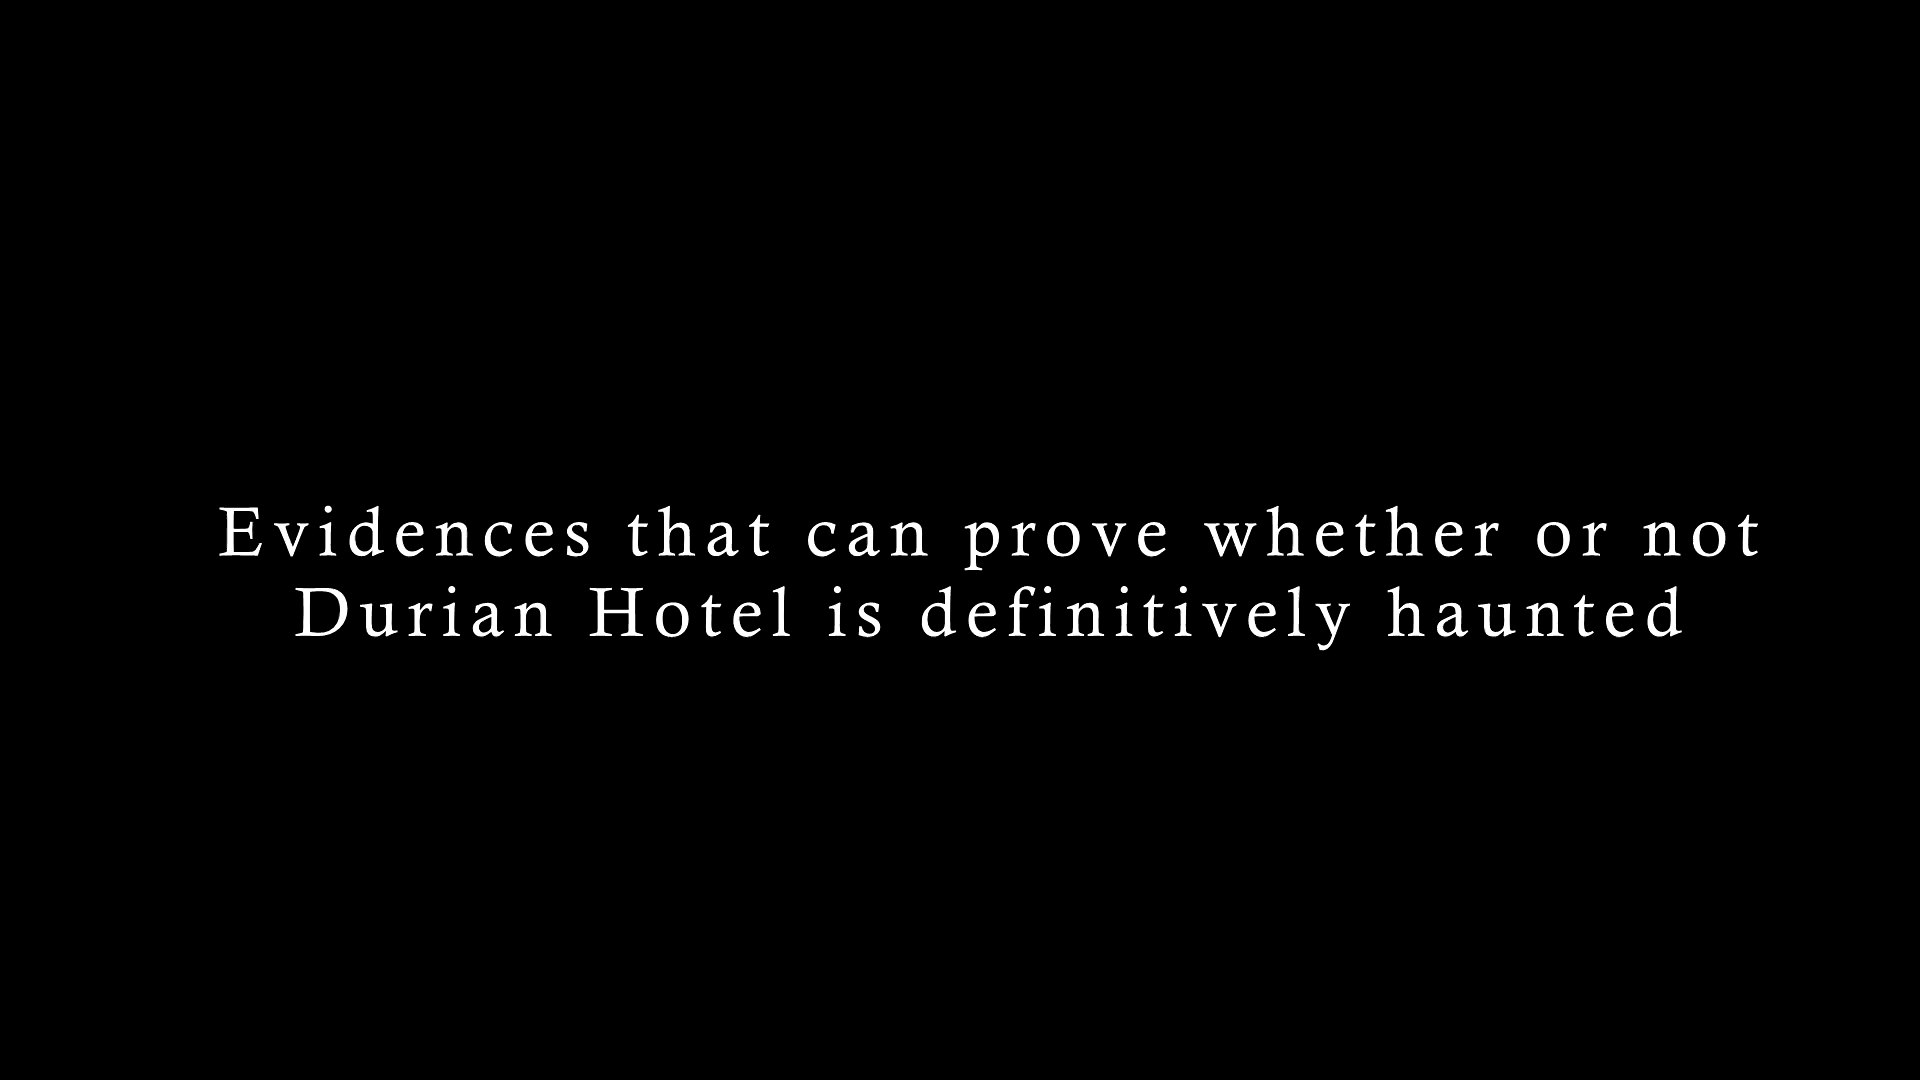 Evidences that can prove whether or not
Durian Hotel is definitively haunted